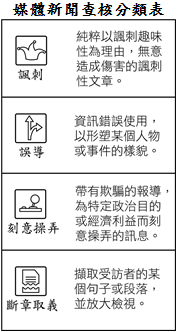 媒體新聞查核分類表
諷刺
純粹以諷刺趣味
性為理由，無意
造成傷害的諷刺
性文章。
誤導
資訊錯誤使用，
以形塑某個人物
或事件的樣貌。
刻意操弄
帶有欺騙的報導，
為特定政治目的
或經濟利益而刻
意操弄的訊息。
斷章取義
擷取受訪者的某
個句子或段落，
並放大檢視。